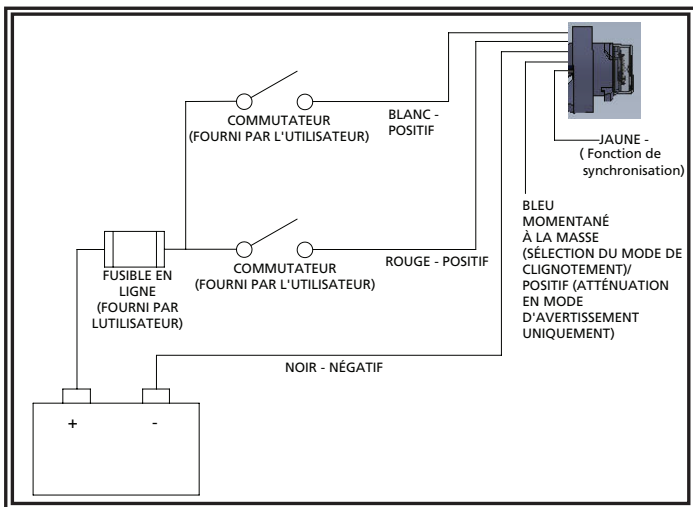 COMMUTATEUR
(FOURNI PAR L'UTILISATEUR)
BLANC -
POSITIF
JAUNE -
( Fonction de
synchronisation)
BLEU
MOMENTANÉ
À LA MASSE
(SÉLECTION DU MODE DE
CLIGNOTEMENT)/
POSITIF (ATTÉNUATION
EN MODE
D'AVERTISSEMENT
UNIQUEMENT)
FUSIBLE EN
LIGNE
(FOURNI PAR
LUTILISATEUR)
COMMUTATEUR
(FOURNI PAR L'UTILISATEUR)
ROUGE - POSITIF
NOIR - NÉGATIF
+ -